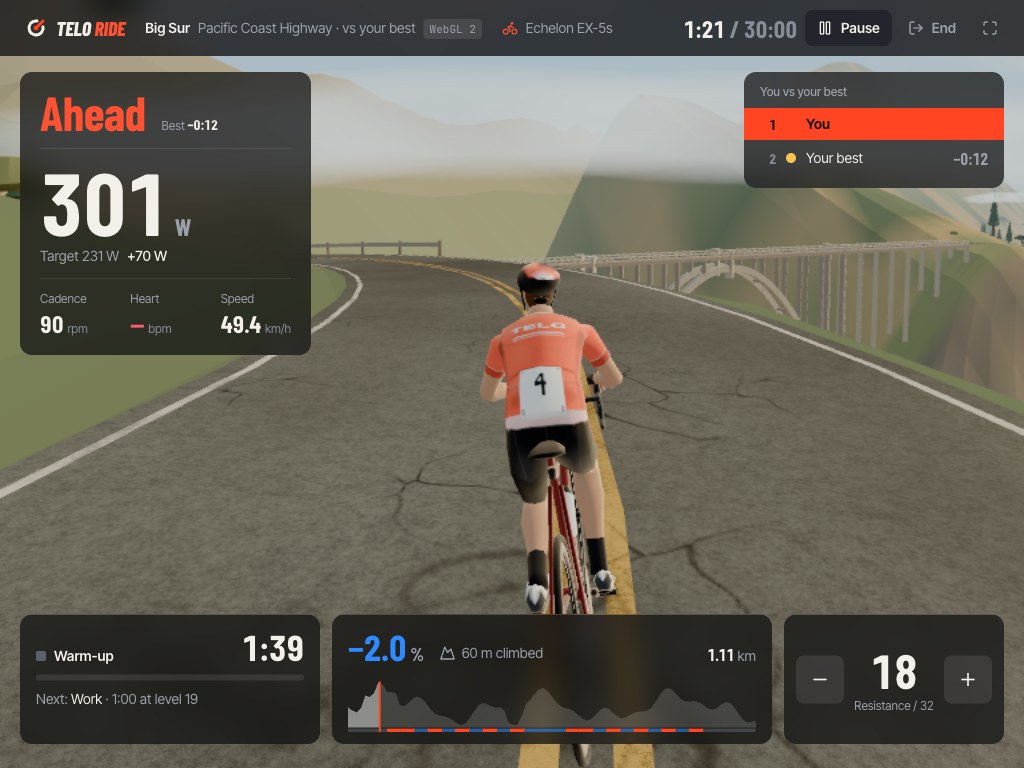 TELO RIDE Big Sur Pacific Coast Highway · vs your best WebGL 2 Echelon EX-5s 1:21 / 30:00 Pause End
Ahead Best −0:12
301 W
Target 231 W +70 W
Cadence Heart Speed
90 rpm – bpm 49.4 km/h
You vs your best
1 You
2 Your best −0:12
TELO
4
Warm-up 1:39
Next: Work · 1:00 at level 19
−2.0 % 60 m climbed 1.11 km
− 18 +
Resistance / 32